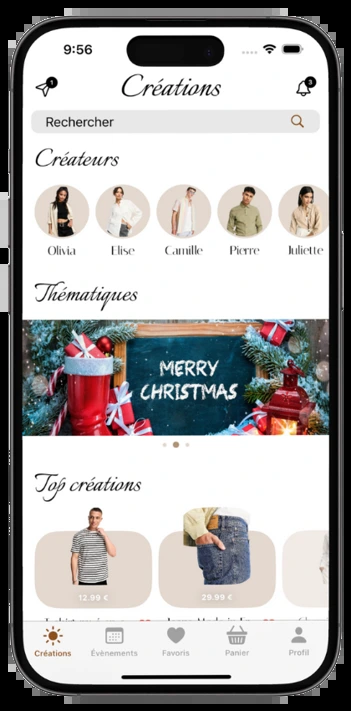 9:56
1
Créations
3
Rechercher
Créateurs
Olivia Elise Camille Pierre Juliette
Thématiques
MERRY
CHRISTMAS
Top créations
12.99 € 29.99 €
Créations Évènements Favoris Panier Profil